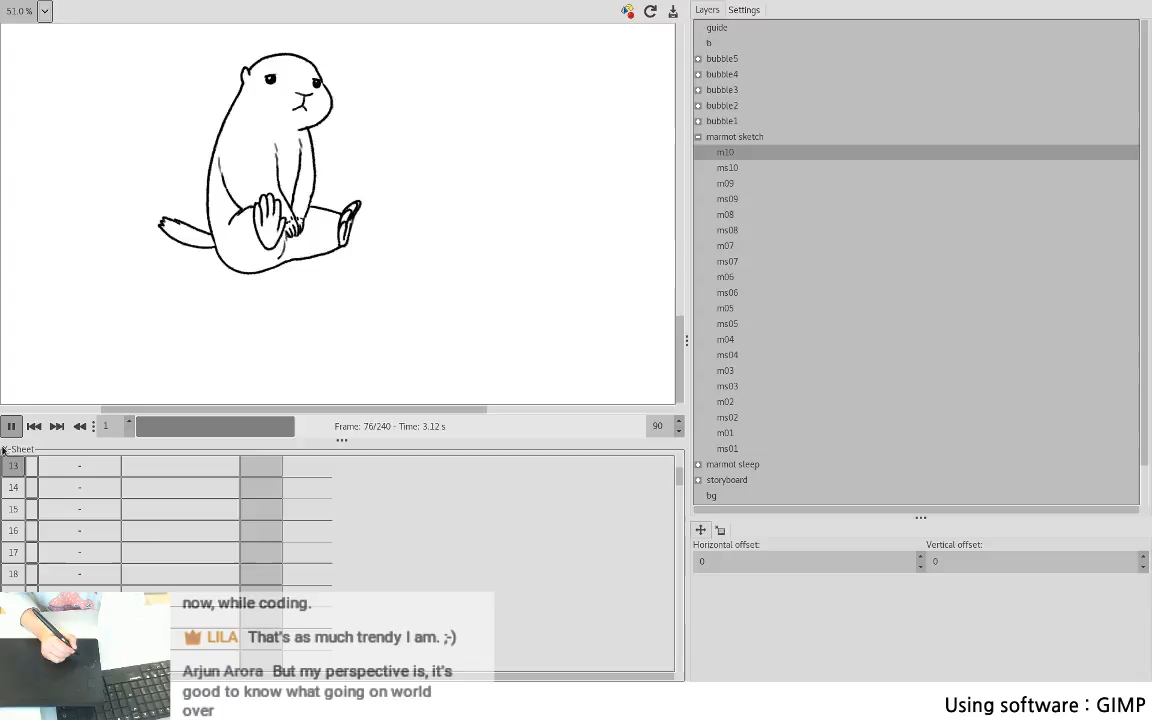 51.0 %
Layers Settings
guide
b
bubble5
bubble4
bubble3
bubble2
bubble1
marmot sketch
m10
ms10
m09
ms09
m08
ms08
m07
ms07
m06
ms06
m05
ms05
m04
ms04
m03
ms03
m02
ms02
m01
ms01
marmot sleep
storyboard
bg
1 Frame: 76/240 - Time: 3.12 s 90
X-Sheet
13 -
14 -
15 -
16 -
17 -
18 -
Horizontal offset: Vertical offset:
0 0
now, while coding.
LILA That's as much trendy I am. ;-)
Arjun Arora But my perspective is, it's
good to know what going on world
over
Using software : GIMP